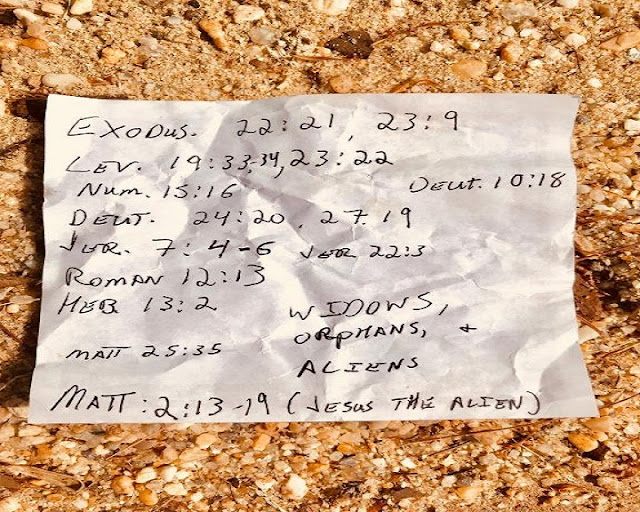 EXODUS. 22:21, 23:9
LEV. 19:33-34, 23:22
NUM. 15:16
DEUT. 10:18
DEUT. 24:20, 27.19
JER. 7:4-6 JER 22:3
ROMAN 12:13
HEB 13:2
WIDOWS,
ORPHANS, +
ALIENS
MATT 25:35
MATT: 2:13-19 (JESUS THE ALIEN)